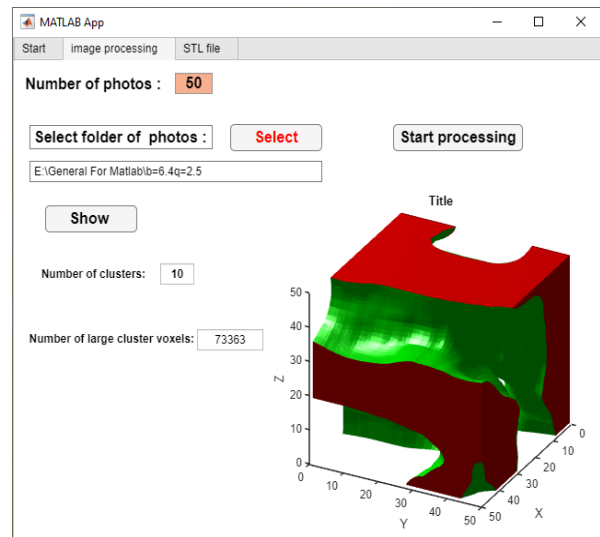 MATLAB App
Start image processing STL file
Number of photos : 50
Select folder of photos : Select Start processing
E:\General For Matlab\b=6.4q=2.5
Show
Title
Number of clusters: 10
Number of large cluster voxels: 73363
50
40
30
20
10
0
Z
0 10 20 30 40 50
Y
50 40 30 20 10 0
X